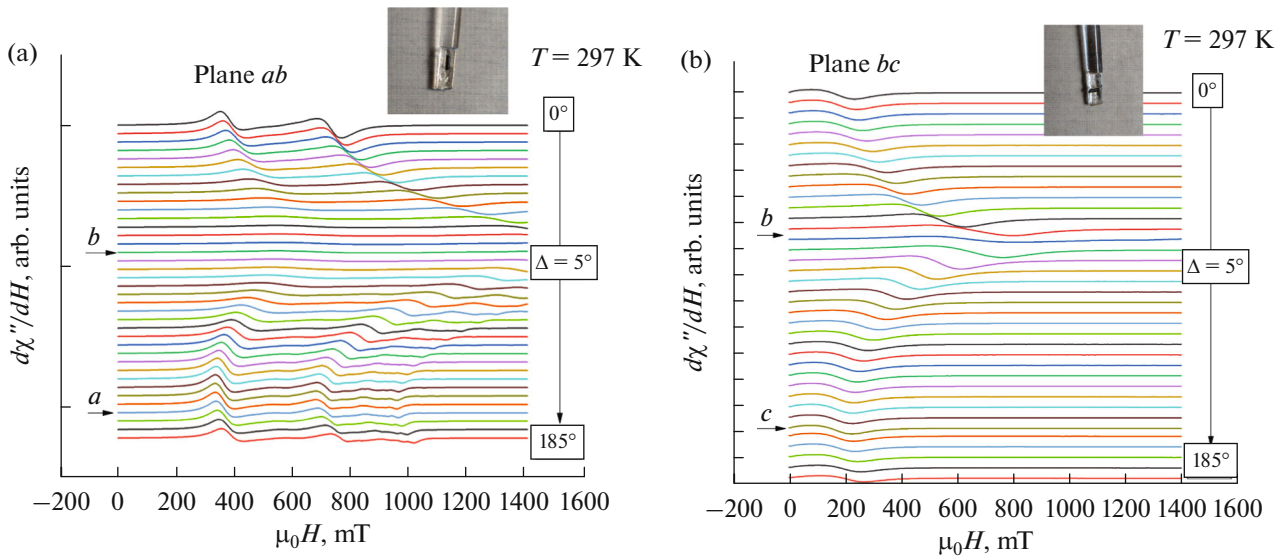 (a)
Plane ab
T = 297 K
0°
dχ″/dH, arb. units
b
Δ = 5°
a
185°
−200 0 200 400 600 800 1000 1200 1400 1600
μ₀H, mT
(b)
Plane bc
T = 297 K
0°
dχ″/dH, arb. units
b
Δ = 5°
c
185°
−200 0 200 400 600 800 1000 1200 1400 1600
μ₀H, mT